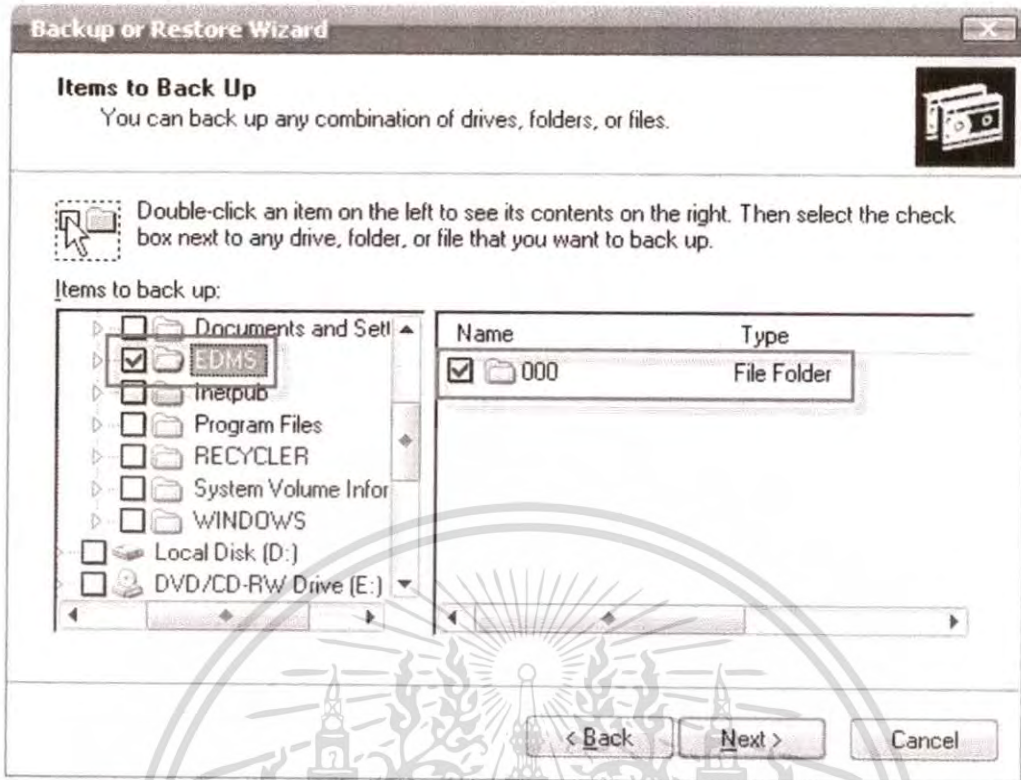 Backup or Restore Wizard
Items to Back Up
You can back up any combination of drives, folders, or files.
Double-click an item on the left to see its contents on the right. Then select the check
box next to any drive, folder, or file that you want to back up.
Items to back up:
Documents and Sett
EDMS
Inetpub
Program Files
RECYCLER
System Volume Infor
WINDOWS
Local Disk (D:)
DVD/CD-RW Drive (E:)
Name Type
000 File Folder
< Back Next > Cancel